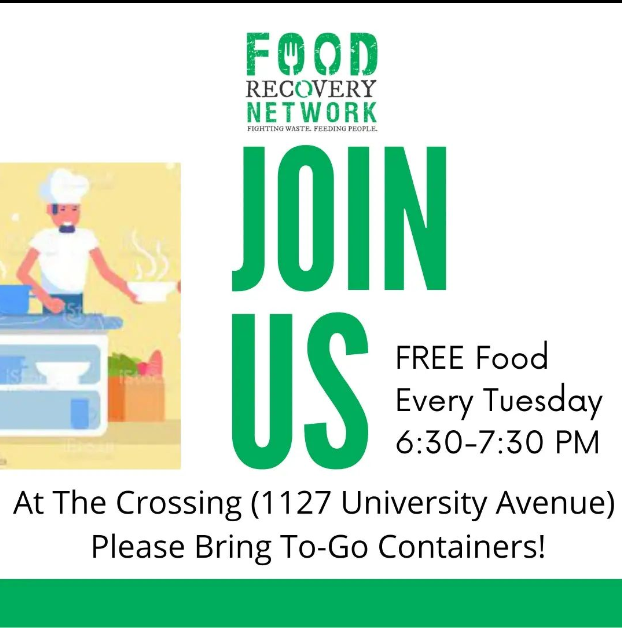 FOOD
RECOVERY
NETWORK
FIGHTING WASTE. FEEDING PEOPLE.
JOIN
US
FREE Food
Every Tuesday
6:30-7:30 PM
At The Crossing (1127 University Avenue)
Please Bring To-Go Containers!